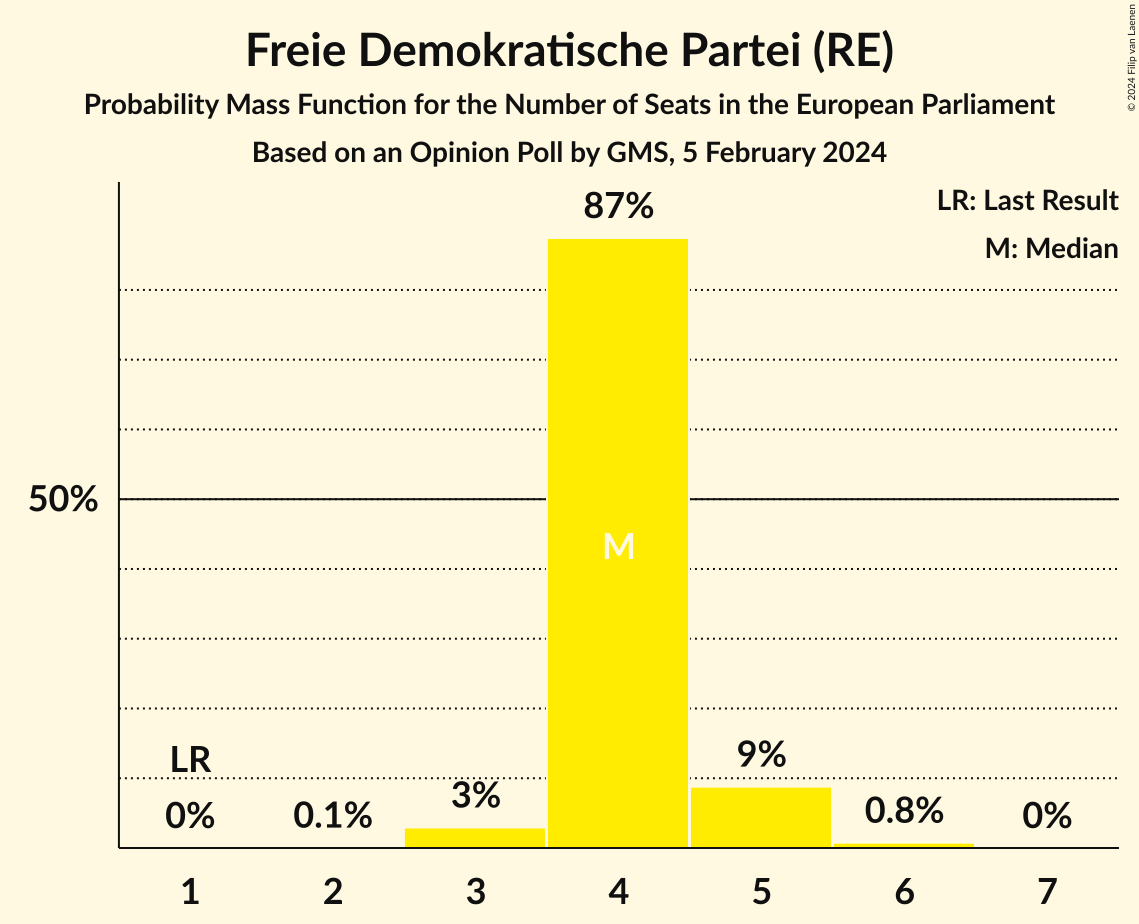 Freie Demokratische Partei (RE)
Probability Mass Function for the Number of Seats in the European Parliament
Based on an Opinion Poll by GMS, 5 February 2024
© 2024 Filip van Laenen
LR: Last Result
M: Median
87%
50%
M
LR
0%
0.1%
3%
9%
0.8%
0%
1 2 3 4 5 6 7